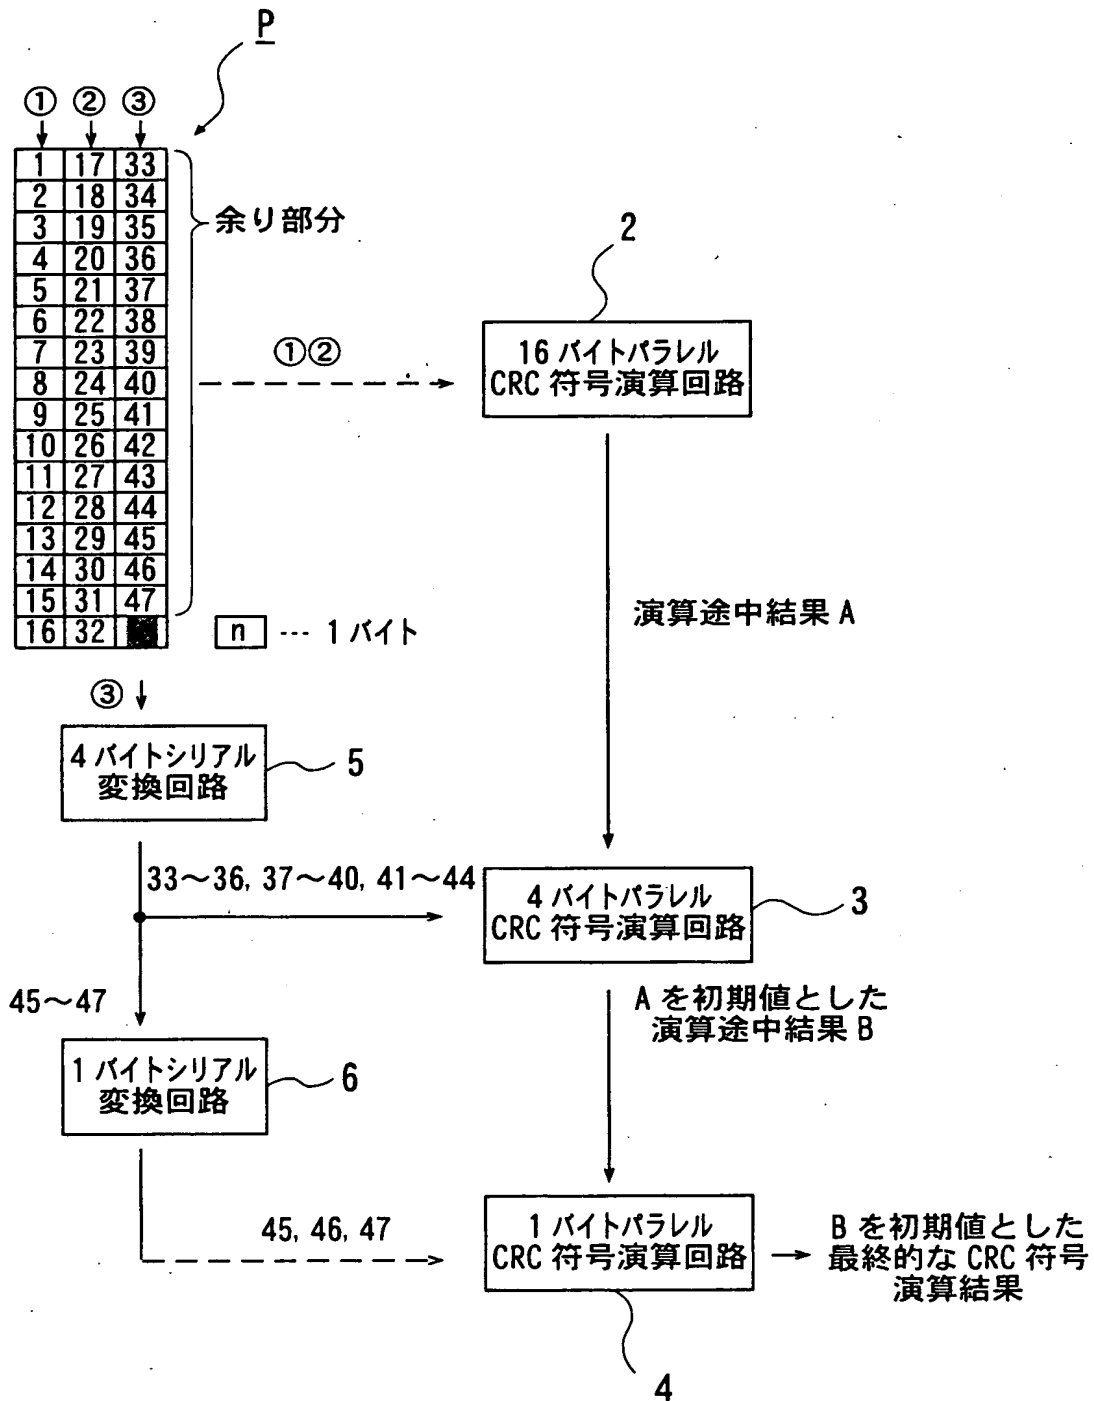 P
① ② ③
1 17 33
2 18 34
3 19 35
4 20 36
5 21 37
6 22 38
7 23 39
8 24 40
9 25 41
10 26 42
11 27 43
12 28 44
13 29 45
14 30 46
15 31 47
16 32
余り部分
n --- 1 バイト
①②
2
16 バイトパラレル
CRC 符号演算回路
演算途中結果 A
③
4 バイトシリアル
変換回路
5
33～36, 37～40, 41～44
4 バイトパラレル
CRC 符号演算回路
3
45～47
A を初期値とした
演算途中結果 B
1 バイトシリアル
変換回路
6
45, 46, 47
1 バイトパラレル
CRC 符号演算回路
4
B を初期値とした
最終的な CRC 符号
演算結果